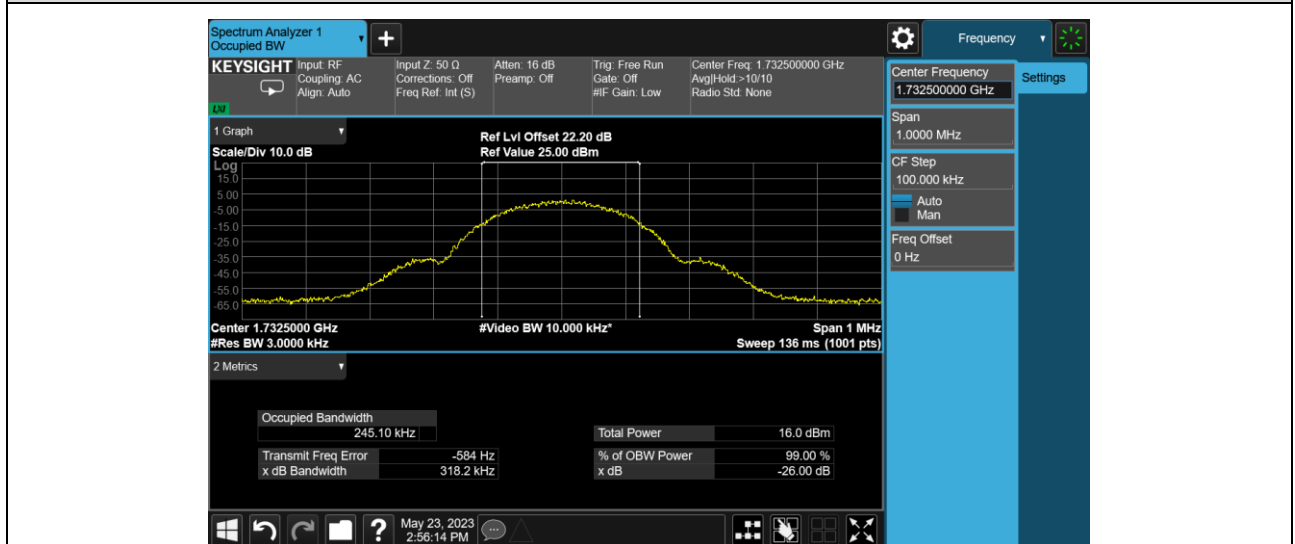 Spectrum Analyzer 1
Occupied BW
Frequency
KEYSIGHT
Input: RF
Coupling: AC
Align: Auto
Input Z: 50 Ω
Corrections: Off
Freq Ref: Int (S)
Atten: 16 dB
Preamp: Off
Trig: Free Run
Gate: Off
#IF Gain: Low
Center Freq: 1.732500000 GHz
Avg|Hold:>10/10
Radio Std: None
LXI
Center Frequency
1.732500000 GHz
Settings
Span
1.0000 MHz
CF Step
100.000 kHz
Auto
Man
Freq Offset
0 Hz
1 Graph
Scale/Div 10.0 dB
Ref Lvl Offset 22.20 dB
Ref Value 25.00 dBm
Log
15.0
5.00
-5.00
-15.0
-25.0
-35.0
-45.0
-55.0
-65.0
Center 1.7325000 GHz
#Video BW 10.000 kHz*
Span 1 MHz
#Res BW 3.0000 kHz
Sweep 136 ms (1001 pts)
2 Metrics
Occupied Bandwidth
245.10 kHz
Total Power 16.0 dBm
Transmit Freq Error -584 Hz
% of OBW Power 99.00 %
x dB Bandwidth 318.2 kHz
x dB -26.00 dB
May 23, 2023
2:56:14 PM